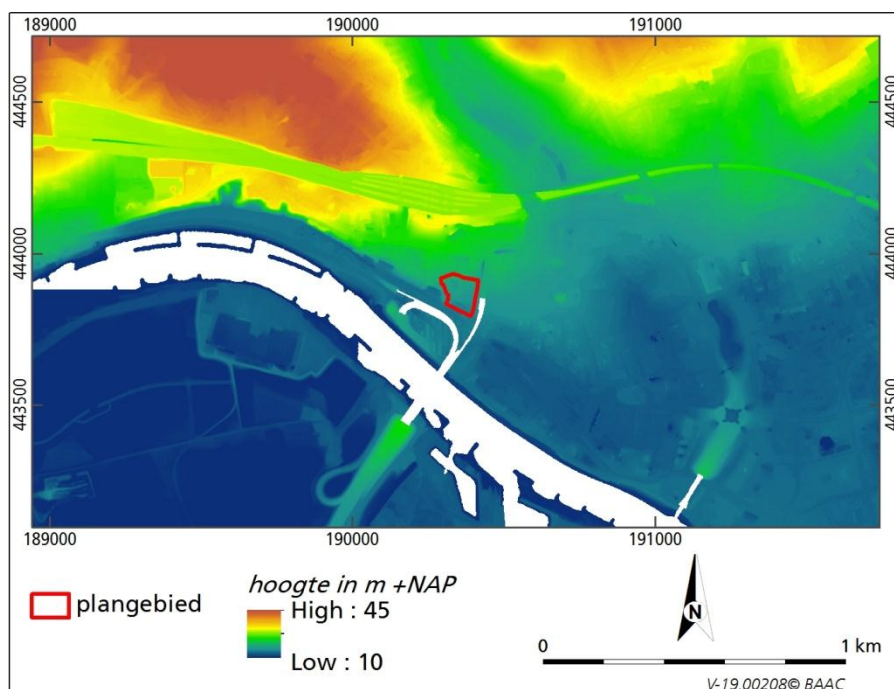 189000 190000 191000
444500 444500
444000 444000
443500 443500
189000 190000 191000
plangebied
hoogte in m +NAP
High : 45
Low : 10
N
0 1 km
V-19.00208© BAAC